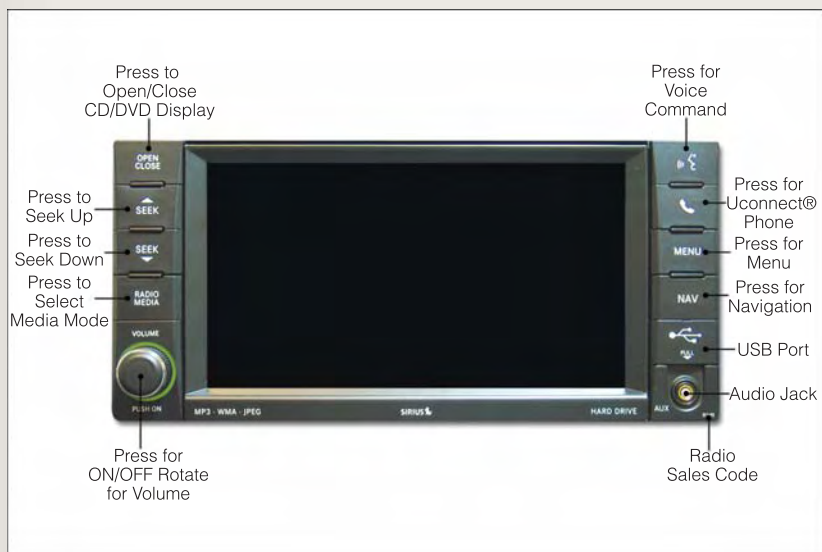 Press to
Open/Close
CD/DVD Display
Press to
Seek Up
Press to
Seek Down
Press to
Select
Media Mode
Press for
ON/OFF Rotate
for Volume
OPEN
CLOSE
SEEK
SEEK
RADIO
MEDIA
VOLUME
PUSH ON
MP3 · WMA · JPEG
SIRIUS
HARD DRIVE
MENU
NAV
PULL
AUX
Press for
Voice
Command
Press for
Uconnect®
Phone
Press for
Menu
Press for
Navigation
USB Port
Audio Jack
Radio
Sales Code